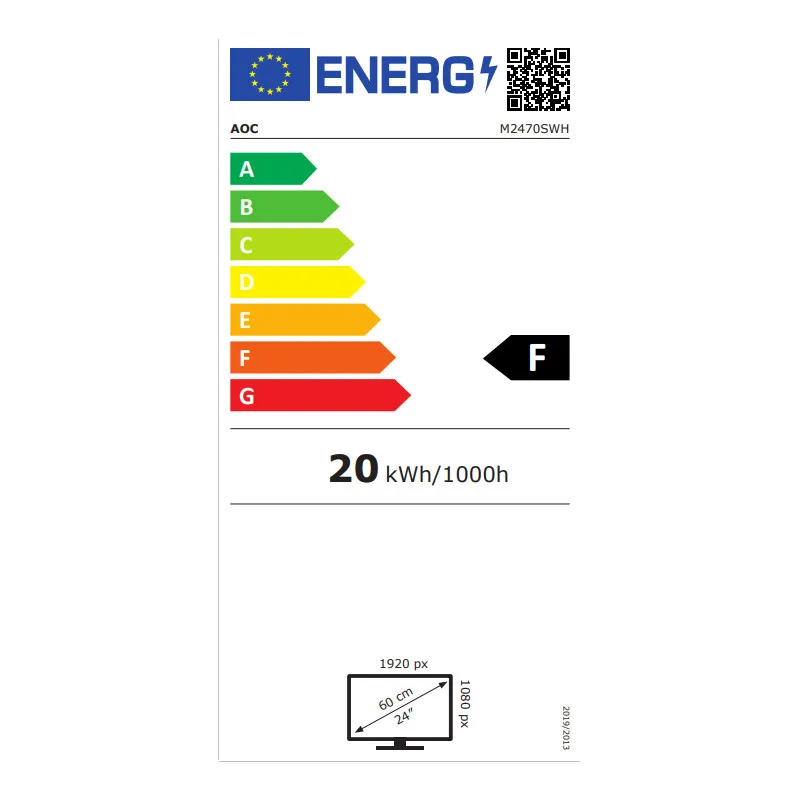 ENERG
AOC
M2470SWH
A
B
C
D
E
F
G
F
20 kWh/1000h
1920 px
1080 px
60 cm
24″
2019/2013